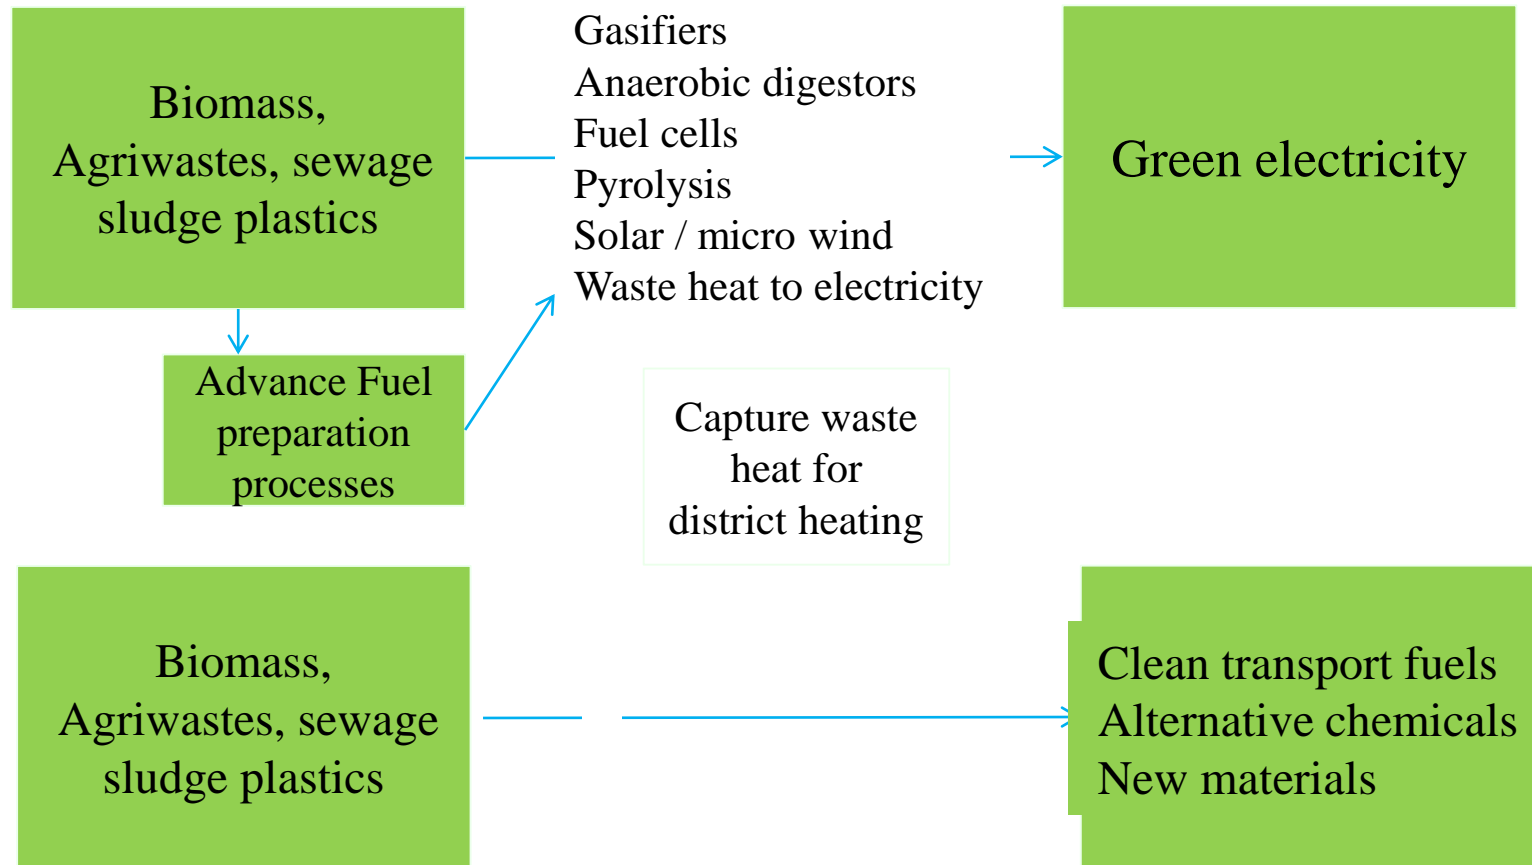 Biomass,
Agriwastes, sewage
sludge plastics
Gasifiers
Anaerobic digestors
Fuel cells
Pyrolysis
Solar / micro wind
Waste heat to electricity
Green electricity
Advance Fuel
preparation
processes
Capture waste
heat for
district heating
Biomass,
Agriwastes, sewage
sludge plastics
Clean transport fuels
Alternative chemicals
New materials